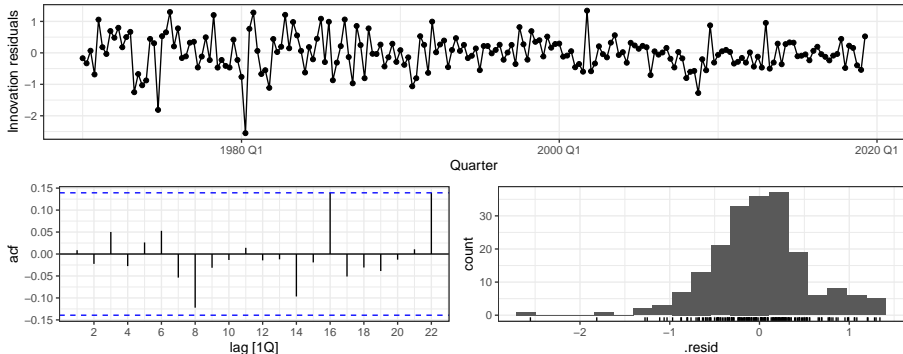 Innovation residuals
1
0
−1
−2
1980 Q1
2000 Q1
2020 Q1
Quarter
acf
0.15
0.10
0.05
0.00
−0.05
−0.10
−0.15
2 4 6 8 10 12 14 16 18 20 22
lag [1Q]
count
30
20
10
0
−2 −1 0 1
.resid